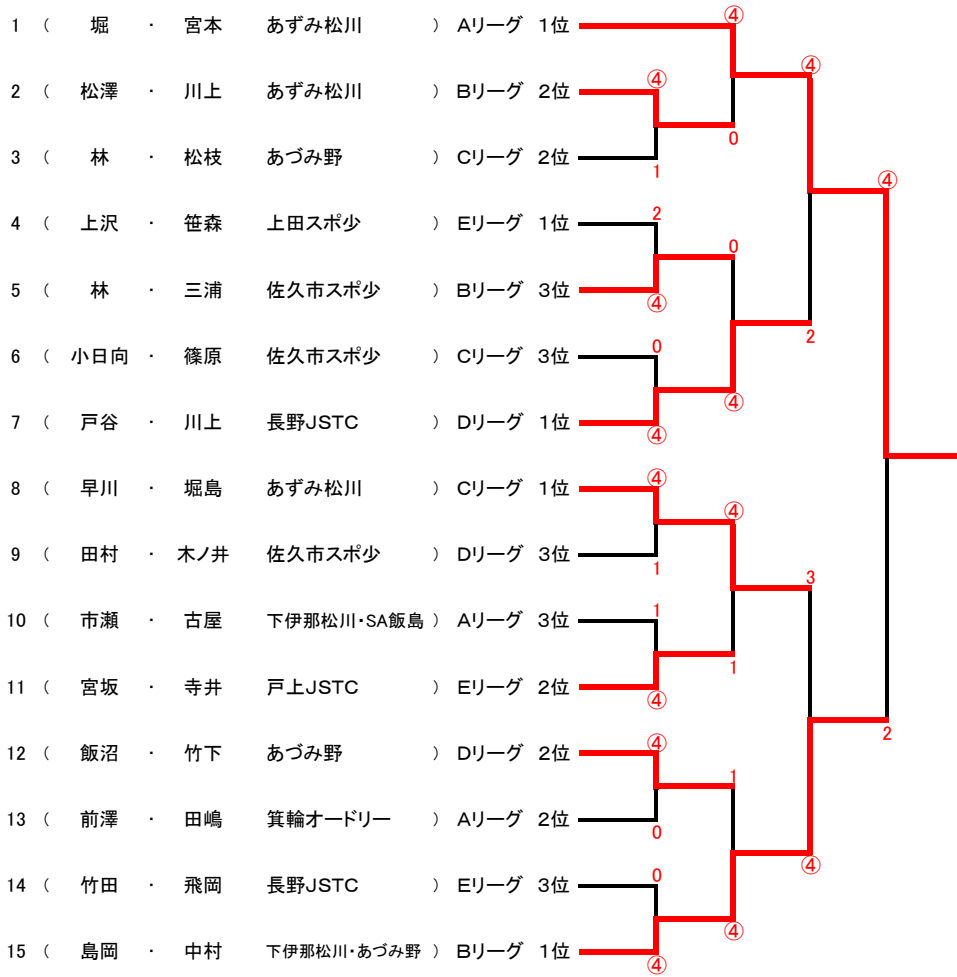 ④
1 ( 堀 ・ 宮本 あずみ松川 ) Aリーグ 1位
④
④
2 ( 松澤 ・ 川上 あずみ松川 ) Bリーグ 2位
0
3 ( 林 ・ 松枝 あづみ野 ) Cリーグ 2位
1
④
2
4 ( 上沢 ・ 笹森 上田スポ少 ) Eリーグ 1位
0
5 ( 林 ・ 三浦 佐久市スポ少 ) Bリーグ 3位
④
2
0
6 ( 小日向 ・ 篠原 佐久市スポ少 ) Cリーグ 3位
④
7 ( 戸谷 ・ 川上 長野JSTC ) Dリーグ 1位
④
④
8 ( 早川 ・ 堀島 あずみ松川 ) Cリーグ 1位
④
9 ( 田村 ・ 木ノ井 佐久市スポ少 ) Dリーグ 3位
1
3
1
10 ( 市瀬 ・ 古屋 下伊那松川・SA飯島 ) Aリーグ 3位
1
11 ( 宮坂 ・ 寺井 戸上JSTC ) Eリーグ 2位
④
2
④
12 ( 飯沼 ・ 竹下 あづみ野 ) Dリーグ 2位
1
13 ( 前澤 ・ 田嶋 箕輪オードリー ) Aリーグ 2位
0
④
0
14 ( 竹田 ・ 飛岡 長野JSTC ) Eリーグ 3位
④
15 ( 島岡 ・ 中村 下伊那松川・あづみ野 ) Bリーグ 1位
④